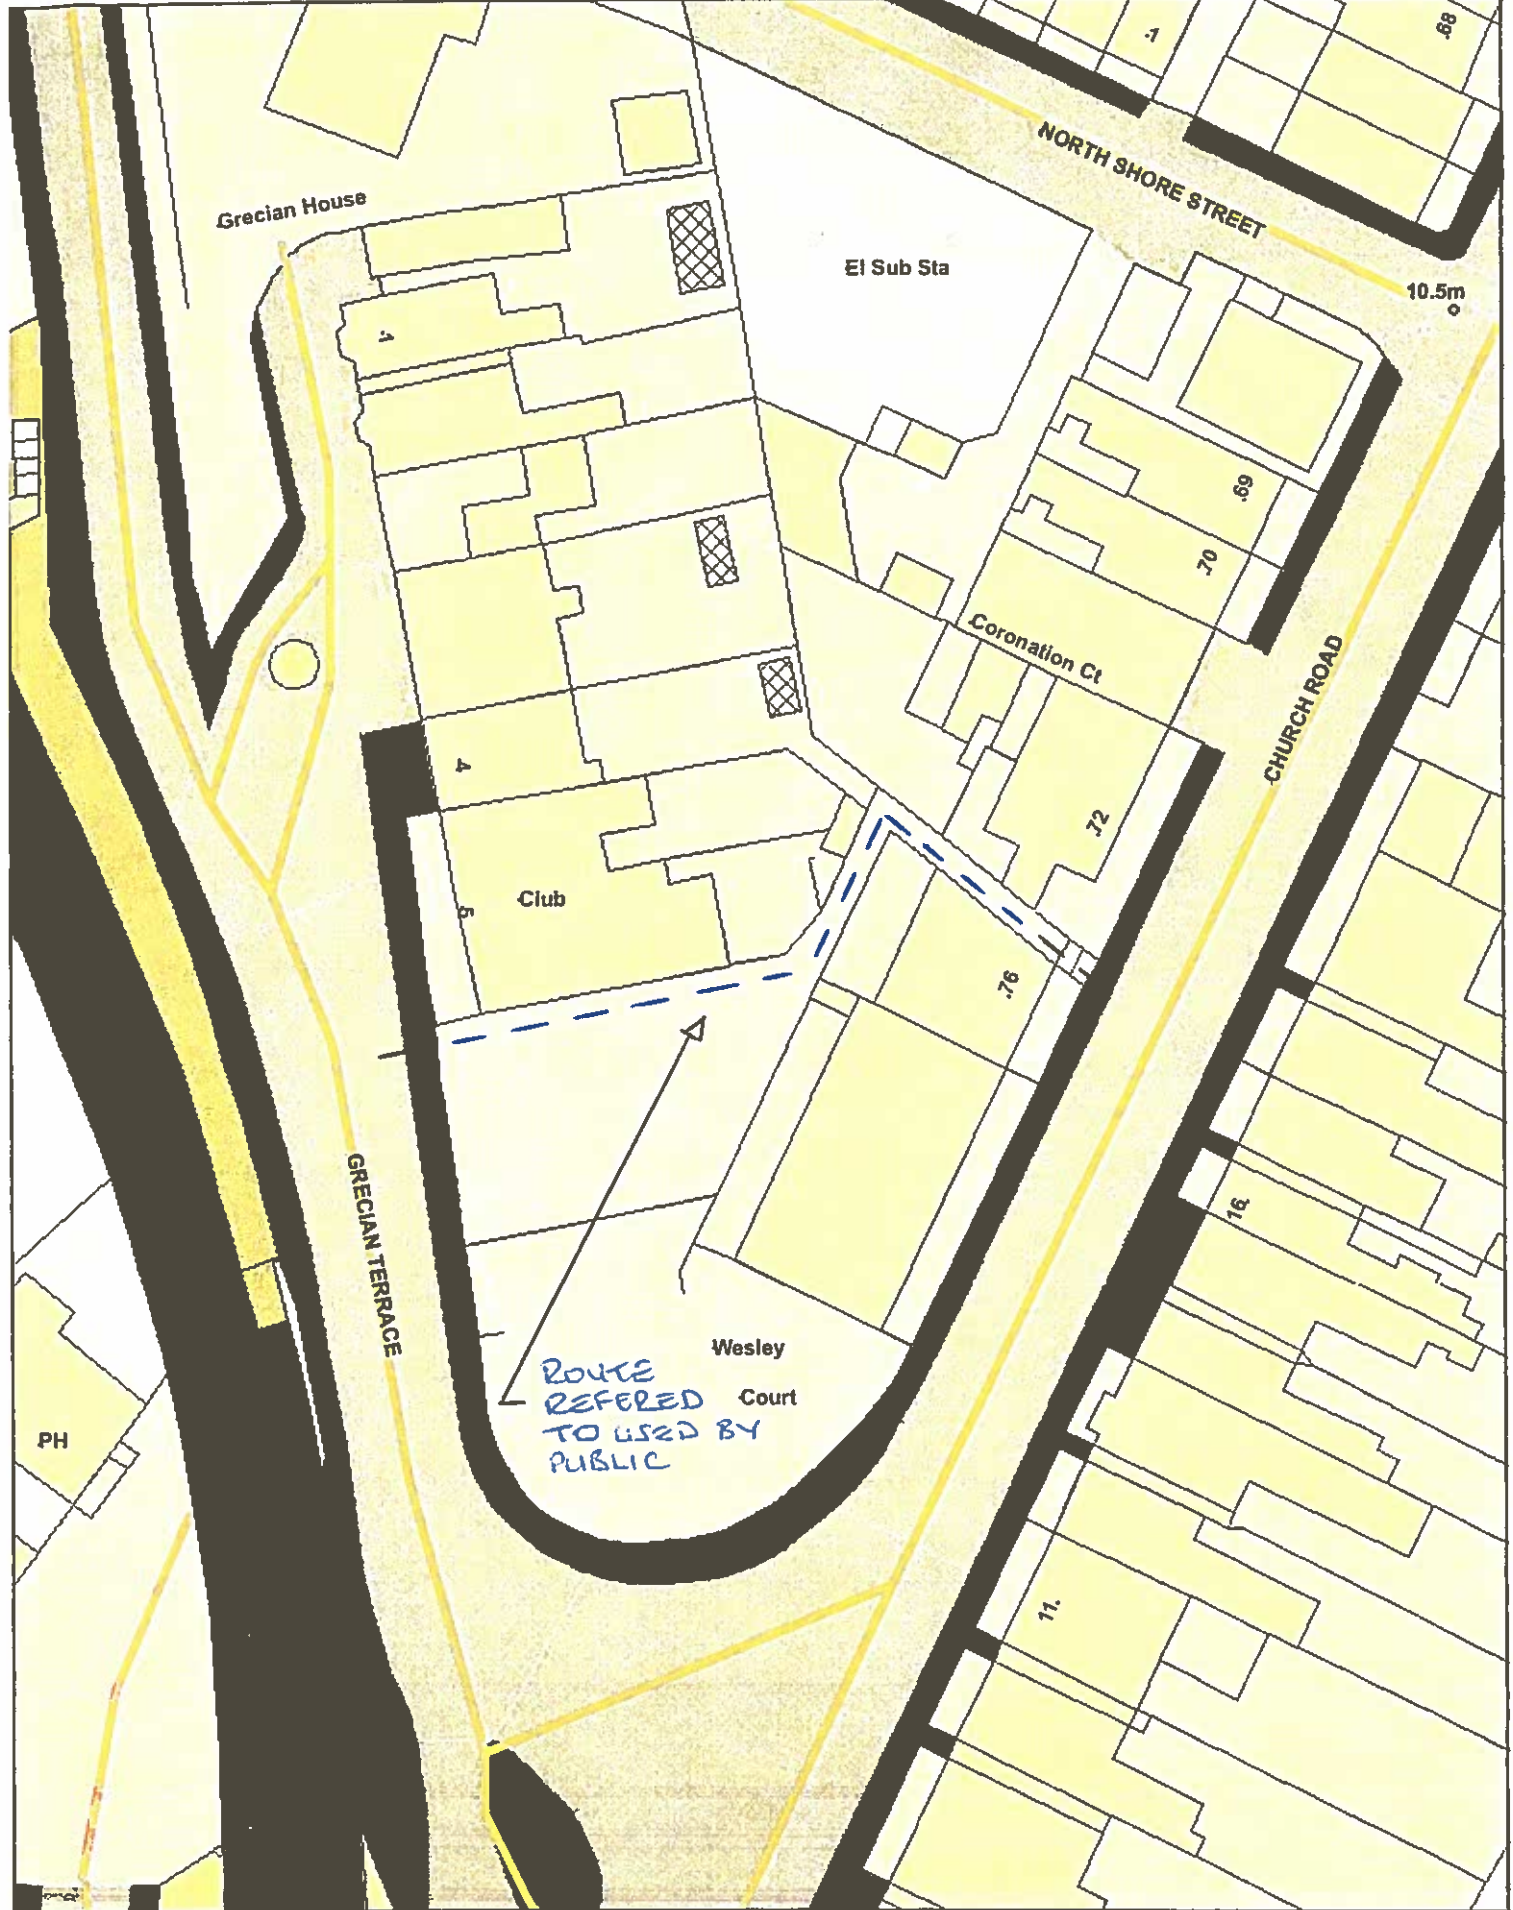 .1
.68
NORTH SHORE STREET
Grecian House
El Sub Sta
10.5m
.1
.69
.70
Coronation Ct
CHURCH ROAD
4
.72
Club
5
.76
GRECIAN TERRACE
16.
Wesley
Court
ROUTE
REFERED
TO USED BY
PUBLIC
PH
11.